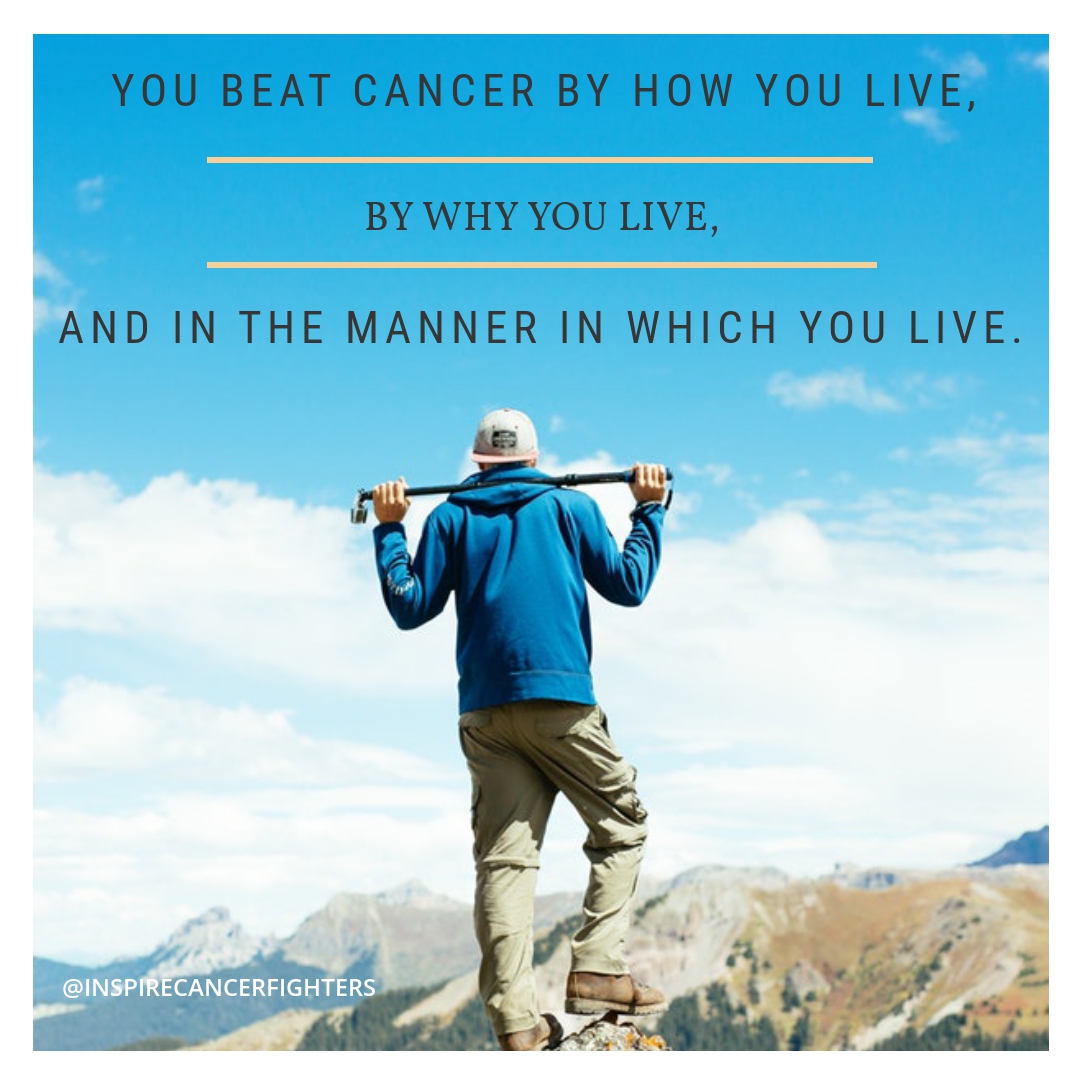 YOU BEAT CANCER BY HOW YOU LIVE,
BY WHY YOU LIVE,
AND IN THE MANNER IN WHICH YOU LIVE.
@INSPIRECANCERFIGHTERS